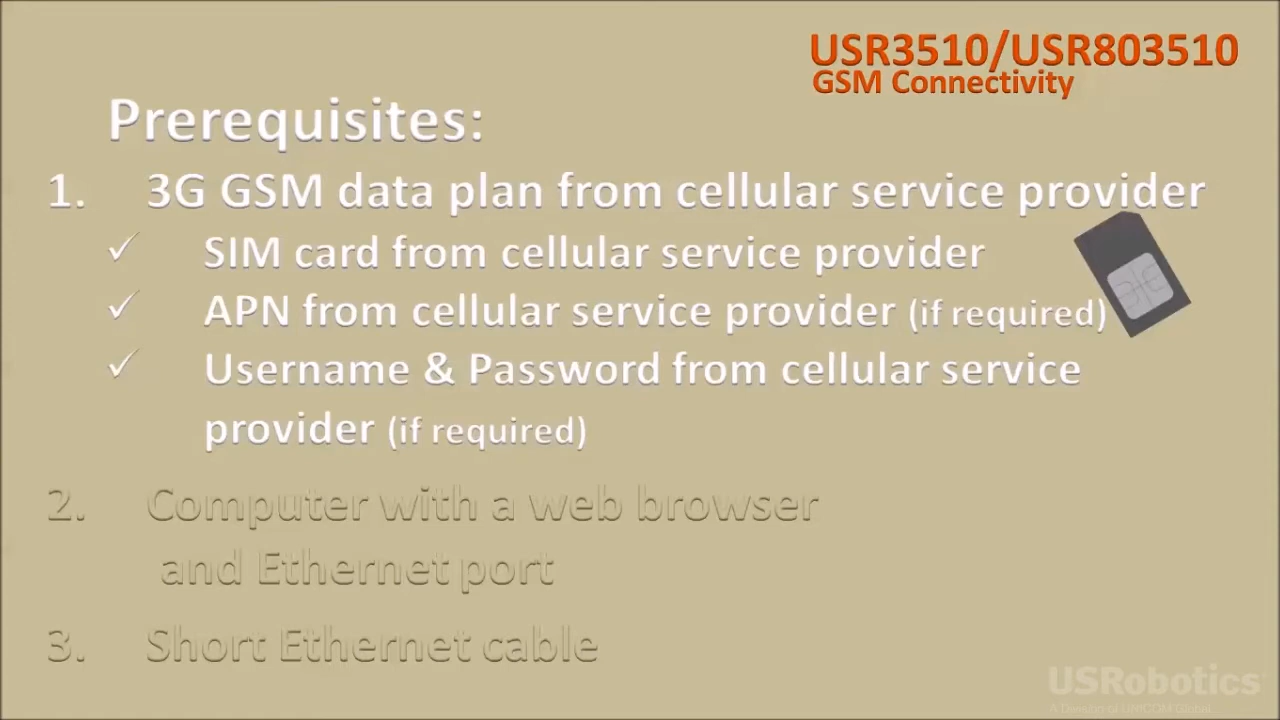 USR3510/USR803510
GSM Connectivity
Prerequisites:
1. 3G GSM data plan from cellular service provider
✓ SIM card from cellular service provider
✓ APN from cellular service provider (if required)
✓ Username & Password from cellular service
provider (if required)
2. Computer with a web browser
and Ethernet port
3. Short Ethernet cable
USRobotics
A Division of UNICOM Global